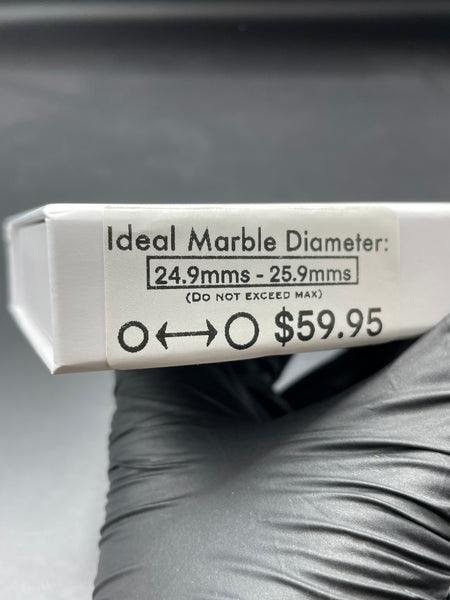 Ideal Marble Diameter:
24.9mms - 25.9mms
(DO NOT EXCEED MAX)
$59.95